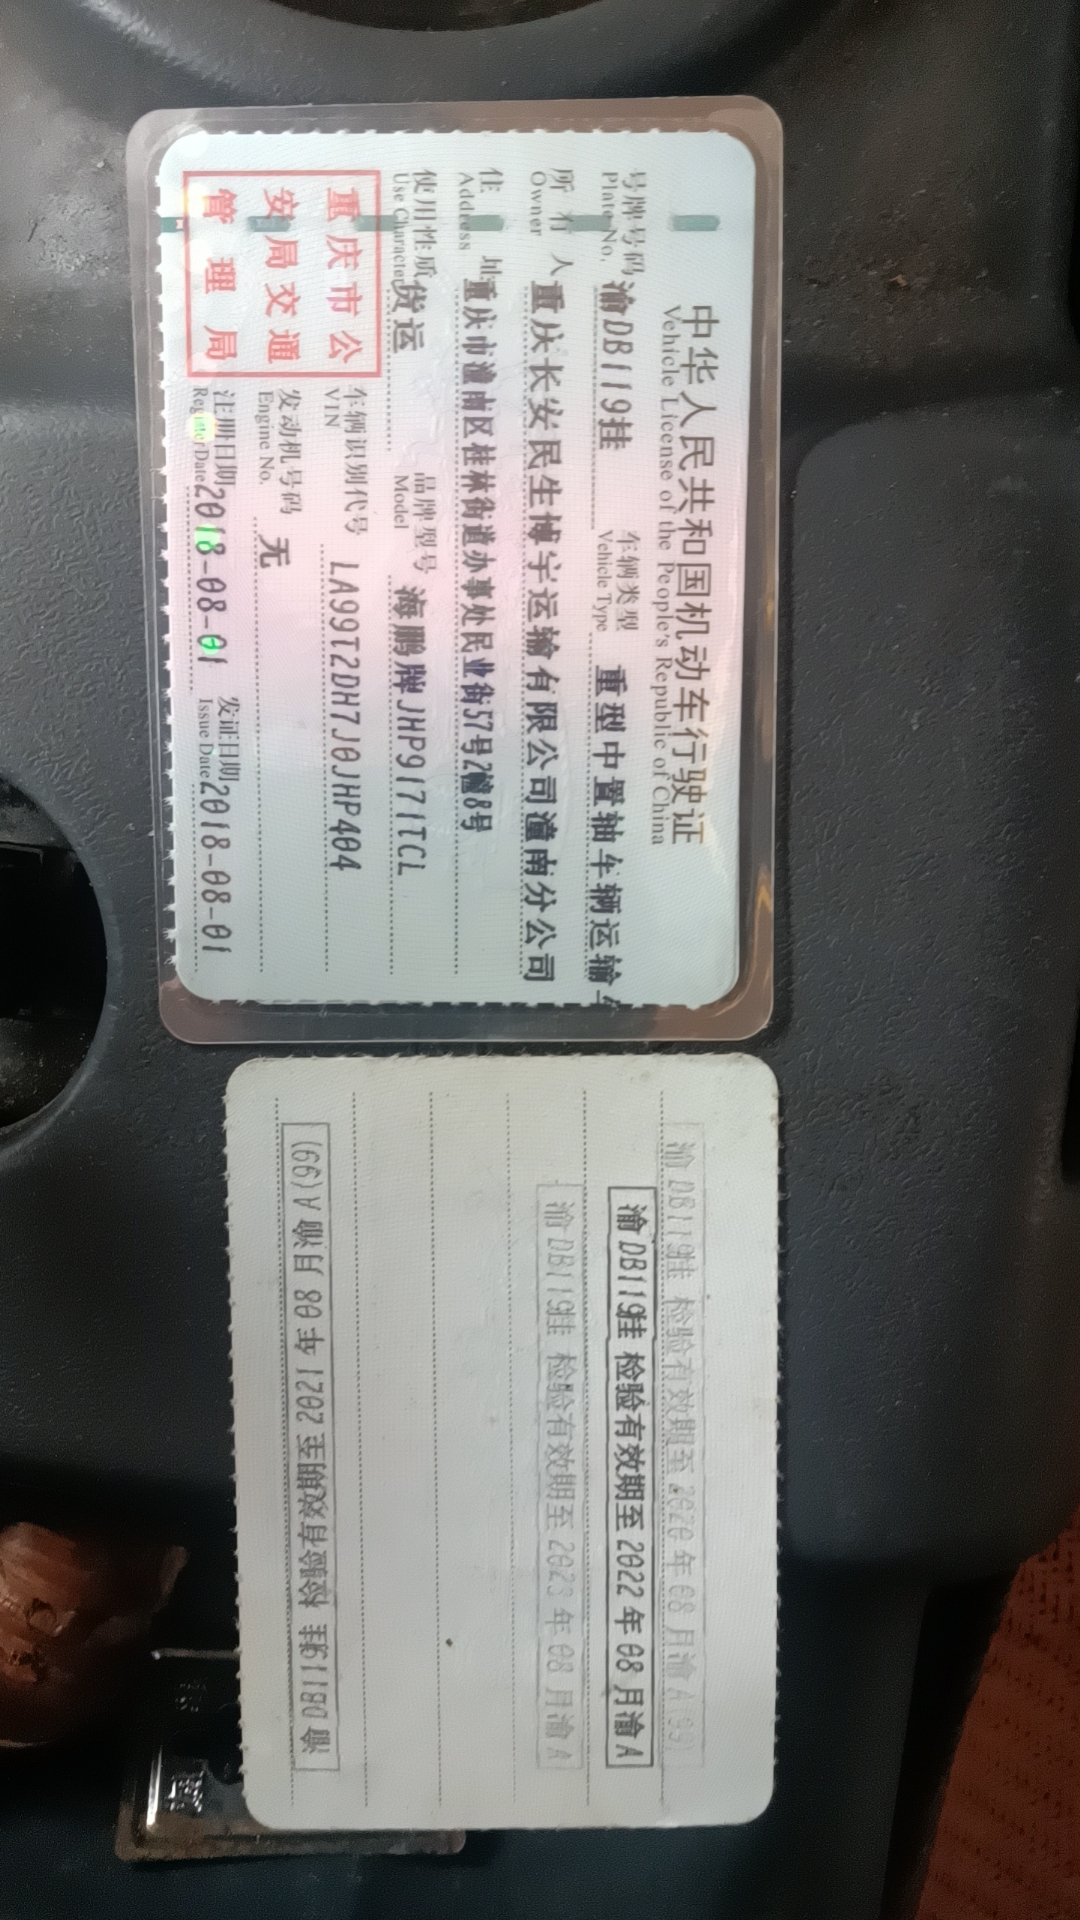 中华人民共和国机动车行驶证
Vehicle License of the People's Republic of China
号牌号码 渝DB119挂 车辆类型 重型中置轴车辆运输车
Plate No. Vehicle Type
所有人 重庆长安民生博宇运输有限公司潼南分公司
Owner
住址 重庆市潼南区桂林街道办事处民业街57号2幢8号
Address
使用性质 货运 品牌型号 海鹏牌JHP9171TCL
Use Character Model
重庆市公
安局交通
管理局
车辆识别代号 LA99T2DH7J0JHP404
VIN
发动机号码 无
Engine No.
注册日期 2018-08-01 发证日期 2018-08-01
Register Date Issue Date
渝DB119挂 检验有效期至2020年08月渝A(99)
渝DB119挂 检验有效期至2022年08月渝A
渝DB119挂 检验有效期至2023年08月渝A
渝DB119挂 检验有效期至2021年08月渝A(99)